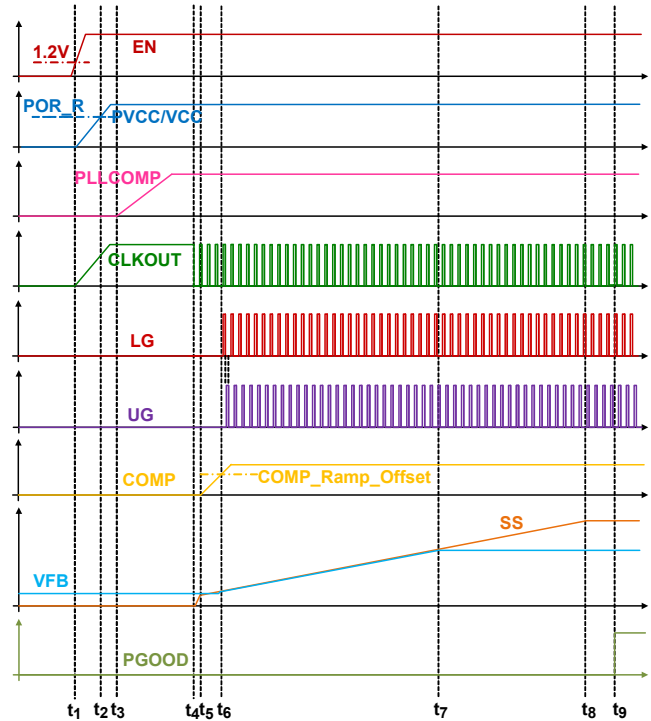 1.2V
EN
POR_R
PVCC/VCC
PLLCOMP
CLKOUT
LG
UG
COMP
COMP_Ramp_Offset
SS
VFB
PGOOD
t1 t2 t3 t4 t5 t6 t7 t8 t9